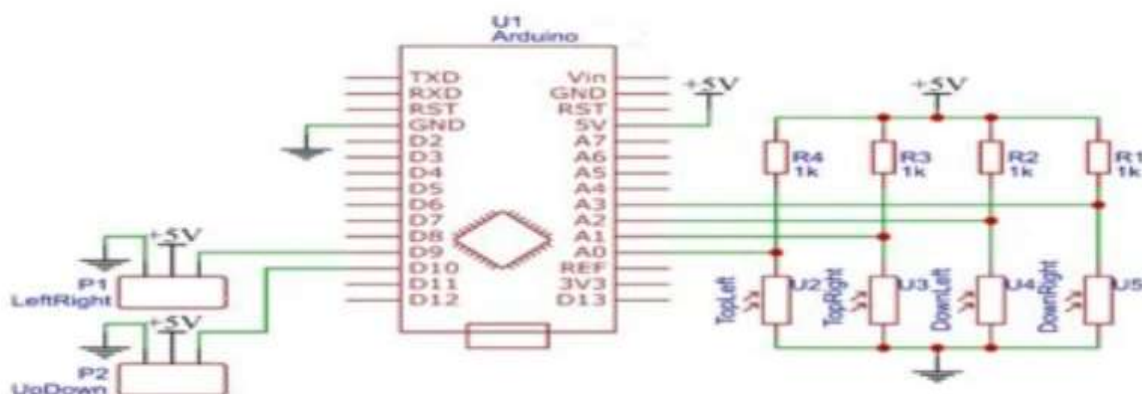 U1
Arduino
TXD
RXD
RST
GND
D2
D3
D4
D5
D6
D7
D8
D9
D10
D11
D12
Vin
GND
RST
5V
A7
A6
A5
A4
A3
A2
A1
A0
REF
3V3
D13
+5V
+5V
R4
1k
R3
1k
R2
1k
R1
1k
TopLeft
U2
TopRight
U3
DownLeft
U4
DownRight
U5
+5V
P1
LeftRight
+5V
P2
UpDown